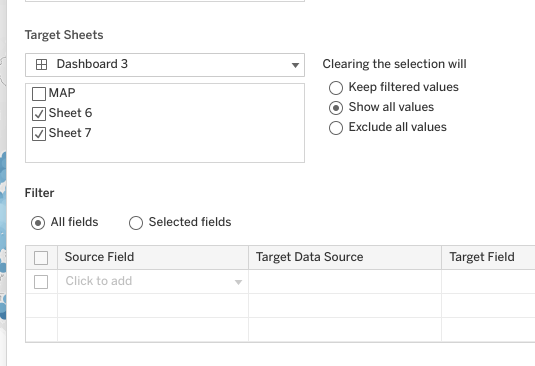 Target Sheets
Dashboard 3
MAP
Sheet 6
Sheet 7
Clearing the selection will
Keep filtered values
Show all values
Exclude all values
Filter
All fields Selected fields
Source Field Target Data Source Target Field
Click to add